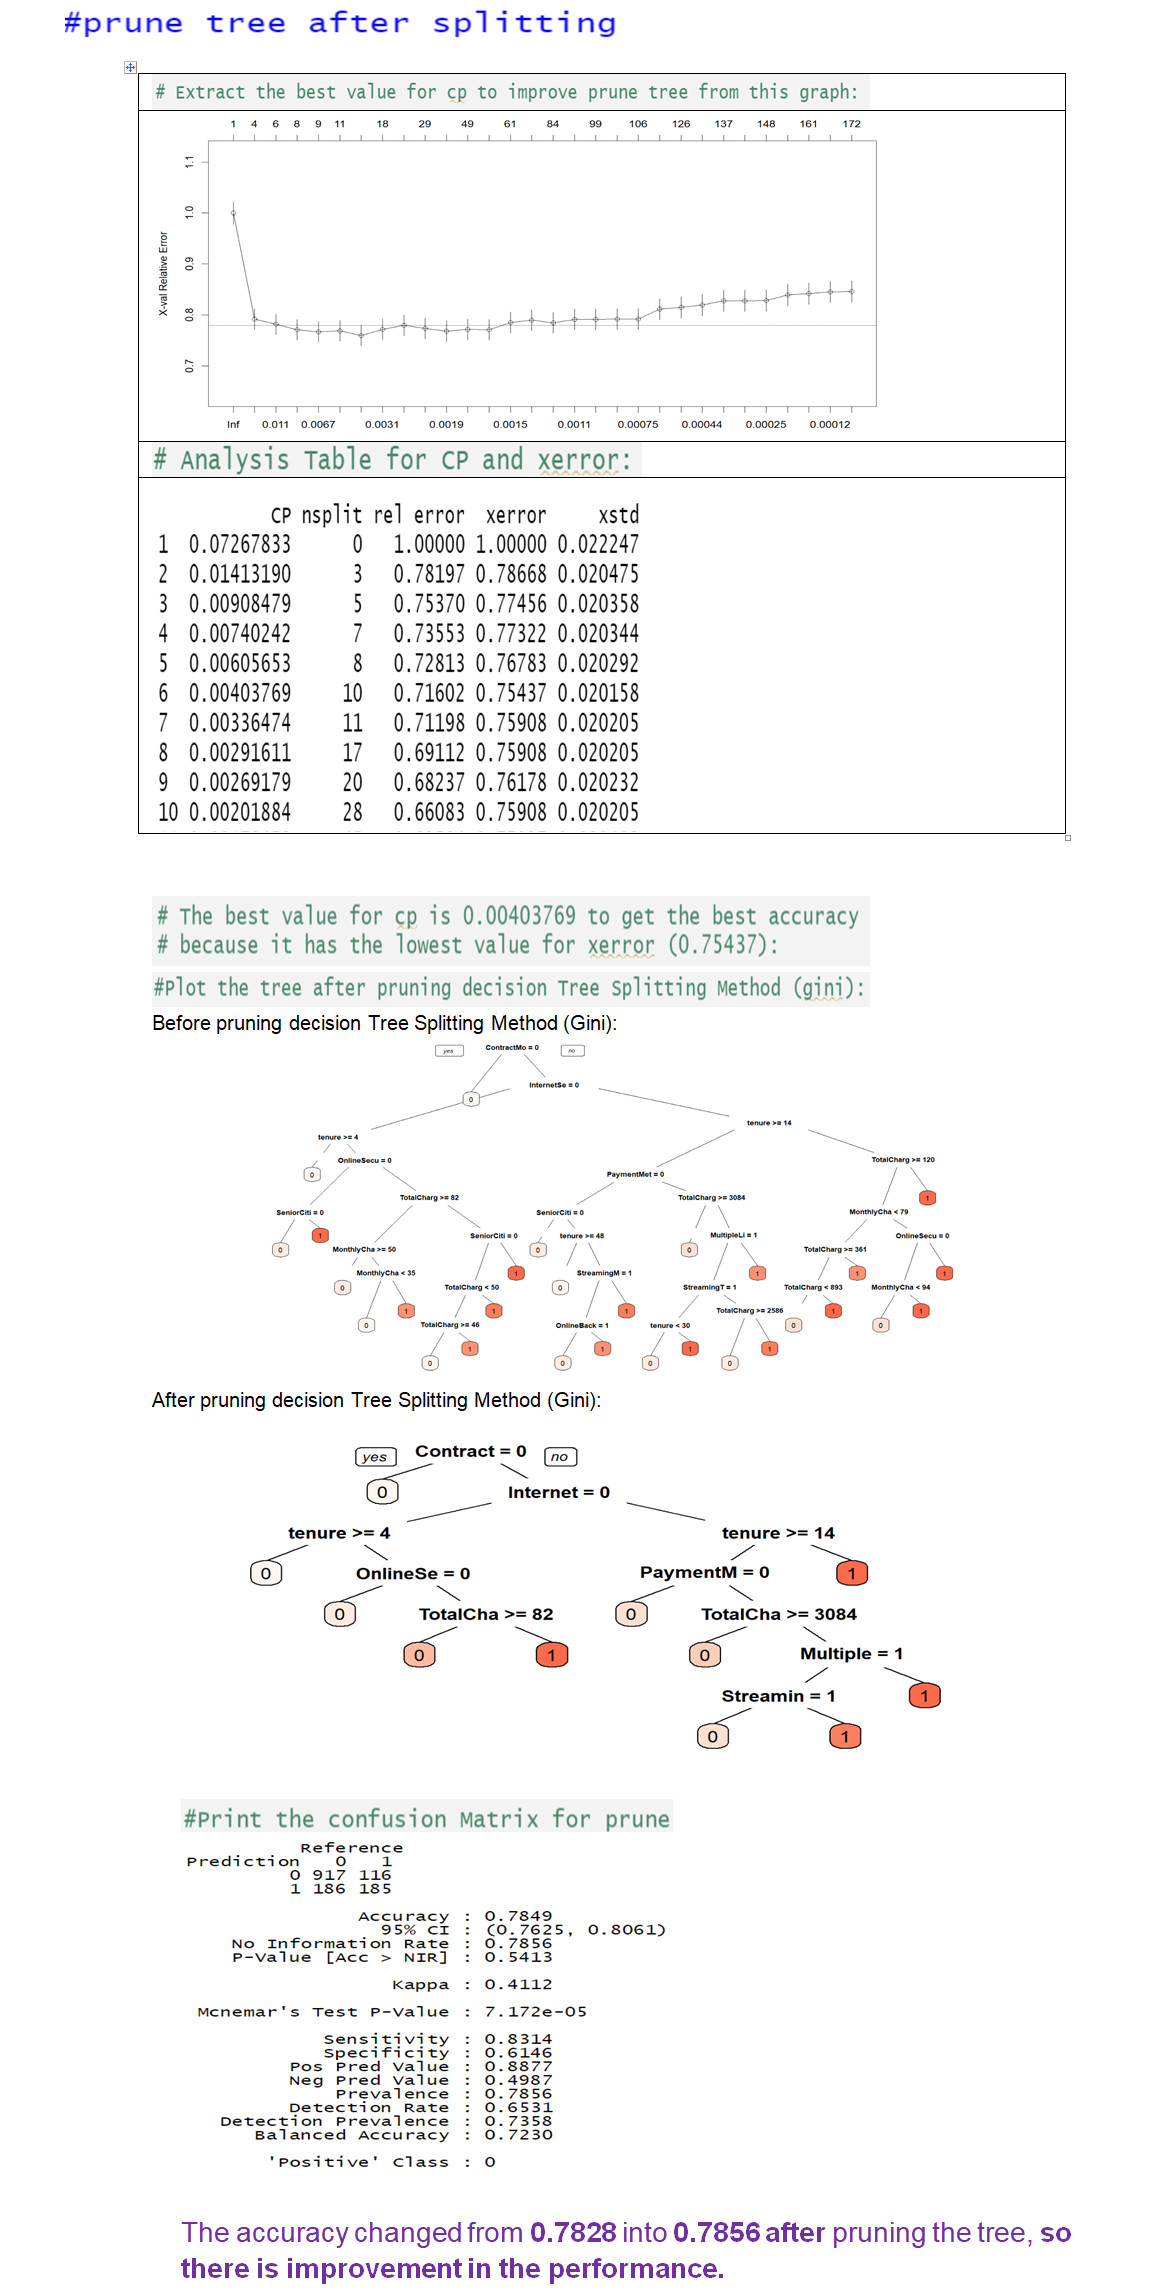 #prune tree after splitting
# Extract the best value for cp to improve prune tree from this graph:
1 4 6 8 9 11 18 29 49 61 84 99 106 126 137 148 161 172
X-val Relative Error
1.1
1.0
0.9
0.8
0.7
Inf 0.011 0.0067 0.0031 0.0019 0.0015 0.0011 0.00075 0.00044 0.00025 0.00012
# Analysis Table for CP and xerror:
CP nsplit rel error xerror xstd
1 0.07267833 0 1.00000 1.00000 0.022247
2 0.01413190 3 0.78197 0.78668 0.020475
3 0.00908479 5 0.75370 0.77456 0.020358
4 0.00740242 7 0.73553 0.77322 0.020344
5 0.00605653 8 0.72813 0.76783 0.020292
6 0.00403769 10 0.71602 0.75437 0.020158
7 0.00336474 11 0.71198 0.75908 0.020205
8 0.00291611 17 0.69112 0.75908 0.020205
9 0.00269179 20 0.68237 0.76178 0.020232
10 0.00201884 28 0.66083 0.75908 0.020205
# The best value for cp is 0.00403769 to get the best accuracy
# because it has the lowest value for xerror (0.75437):
#Plot the tree after pruning decision Tree Splitting Method (gini):
Before pruning decision Tree Splitting Method (Gini):
yes ContractMo = 0 no
InternetSe = 0
0
tenure >= 14
tenure >= 4
OnlineSecu = 0 TotalCharg >= 120
0 PaymentMet = 0
TotalCharg >= 82 TotalCharg >= 3084 1
SeniorCiti = 0 SeniorCiti = 0 MonthlyCha < 79
1 SeniorCiti = 0 tenure >= 48 MultipleLi = 1 OnlineSecu = 0
0 MonthlyCha >= 50 0 0 TotalCharg >= 361
MonthlyCha < 35 1 StreamingM = 1 1 1 1
0 TotalCharg < 50 0 StreamingT = 1 TotalCharg < 893 MonthlyCha < 94
1 1 1 TotalCharg >= 2586 1 1
0 TotalCharg >= 46 OnlineBack = 1 tenure < 30 0 0
1 1 1 1
0 0 0 0
After pruning decision Tree Splitting Method (Gini):
yes Contract = 0 no
0 Internet = 0
tenure >= 4 tenure >= 14
0 OnlineSe = 0 PaymentM = 0 1
0 TotalCha >= 82 0 TotalCha >= 3084
0 1 0 Multiple = 1
Streamin = 1 1
0 1
#Print the confusion Matrix for prune
Reference
Prediction 0 1
0 917 116
1 186 185
Accuracy : 0.7849
95% CI : (0.7625, 0.8061)
No Information Rate : 0.7856
P-Value [Acc > NIR] : 0.5413
Kappa : 0.4112
Mcnemar's Test P-Value : 7.172e-05
Sensitivity : 0.8314
Specificity : 0.6146
Pos Pred Value : 0.8877
Neg Pred Value : 0.4987
Prevalence : 0.7856
Detection Rate : 0.6531
Detection Prevalence : 0.7358
Balanced Accuracy : 0.7230
'Positive' Class : 0
The accuracy changed from 0.7828 into 0.7856 after pruning the tree, so
there is improvement in the performance.